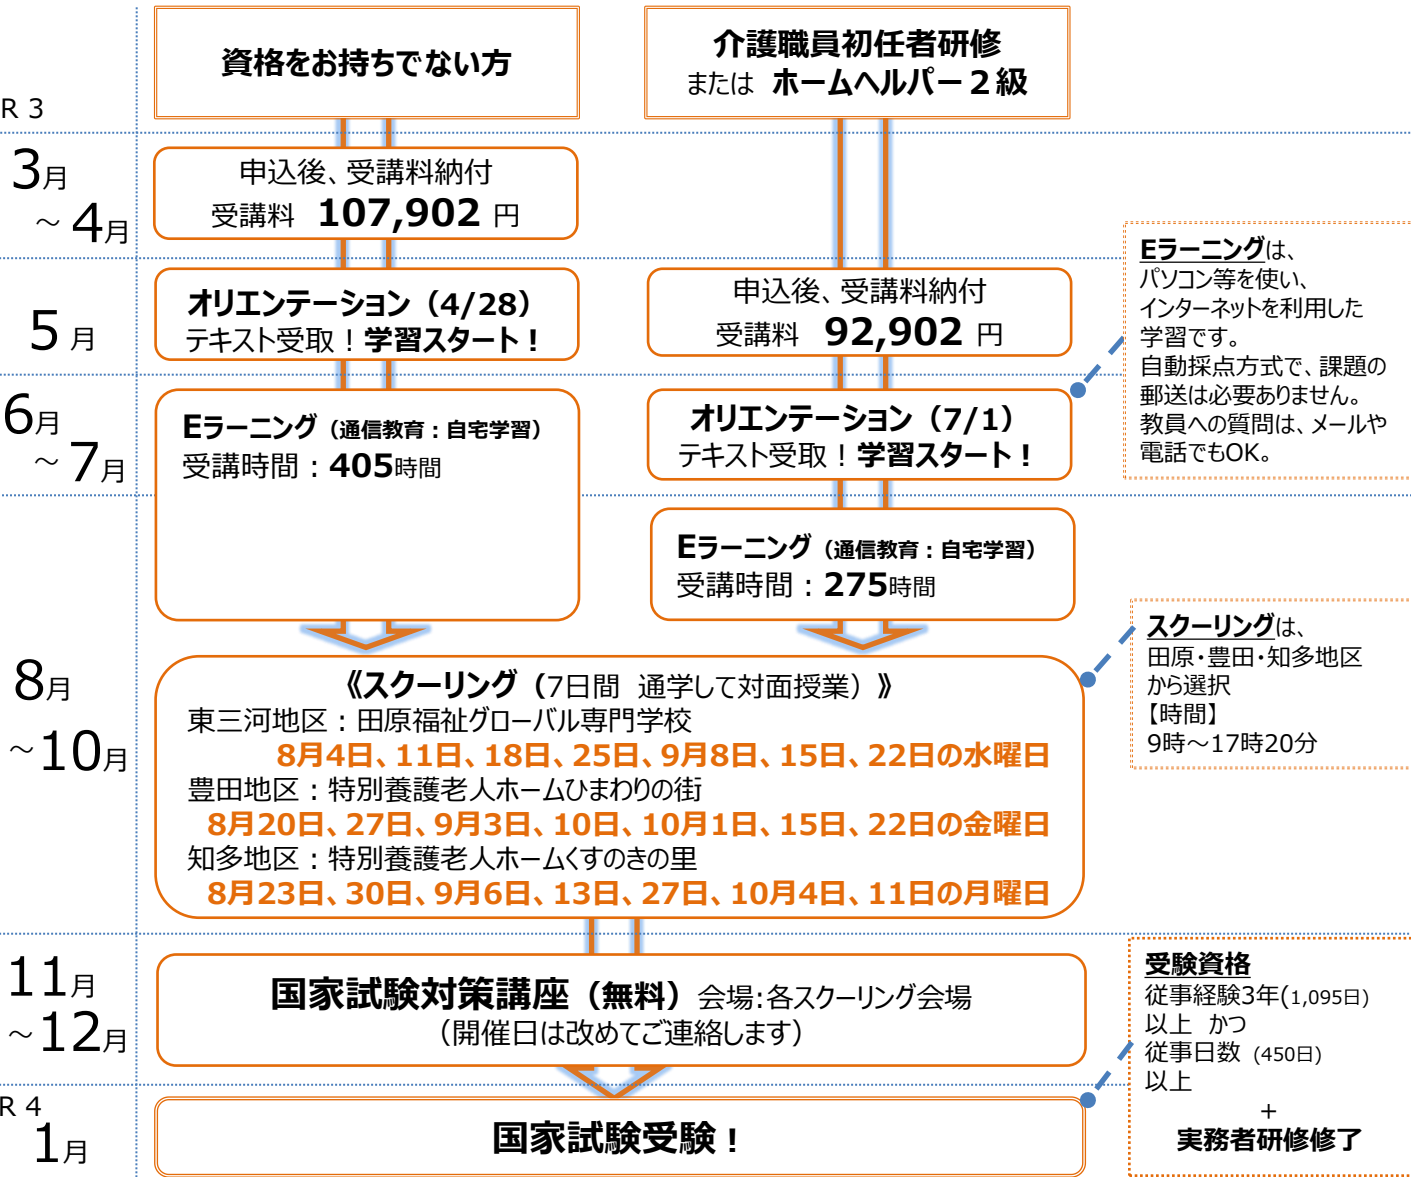 資格をお持ちでない方
介護職員初任者研修
または ホームヘルパー２級
R 3
3月
～ 4月
申込後、受講料納付
受講料 107,902 円
5 月
オリエンテーション（4/28）
テキスト受取！学習スタート！
申込後、受講料納付
受講料 92,902 円
Eラーニングは、
パソコン等を使い、
インターネットを利用した
学習です。
自動採点方式で、課題の
郵送は必要ありません。
教員への質問は、メールや
電話でもOK。
6月
～ 7月
Eラーニング（通信教育：自宅学習）
受講時間：405時間
オリエンテーション（7/1）
テキスト受取！学習スタート！
Eラーニング（通信教育：自宅学習）
受講時間：275時間
スクーリングは、
田原・豊田・知多地区
から選択
【時間】
9時～17時20分
8月
～10月
《スクーリング（7日間 通学して対面授業）》
東三河地区：田原福祉グローバル専門学校
8月4日、11日、18日、25日、9月8日、15日、22日の水曜日
豊田地区：特別養護老人ホームひまわりの街
8月20日、27日、9月3日、10日、10月1日、15日、22日の金曜日
知多地区：特別養護老人ホームくすのきの里
8月23日、30日、9月6日、13日、27日、10月4日、11日の月曜日
11月
～12月
国家試験対策講座（無料）会場:各スクーリング会場
（開催日は改めてご連絡します）
受験資格
従事経験3年(1,095日)
以上 かつ
従事日数 (450日)
以上
+
実務者研修修了
R 4
1月
国家試験受験！